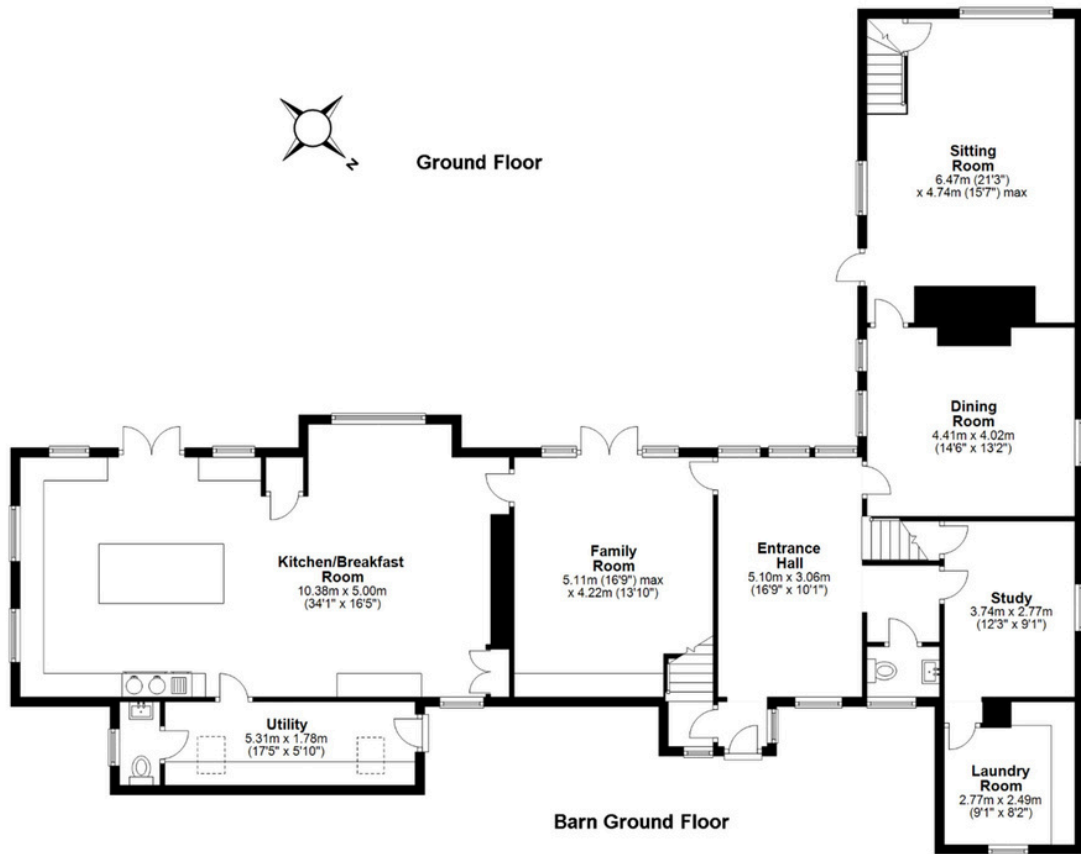 Ground Floor
N
Sitting
Room
6.47m (21'3")
x 4.74m (15'7") max
Dining
Room
4.41m x 4.02m
(14'6" x 13'2")
Kitchen/Breakfast
Room
10.38m x 5.00m
(34'1" x 16'5")
Family
Room
5.11m (16'9") max
x 4.22m (13'10")
Entrance
Hall
5.10m x 3.06m
(16'9" x 10'1")
Study
3.74m x 2.77m
(12'3" x 9'1")
Utility
5.31m x 1.78m
(17'5" x 5'10")
Laundry
Room
2.77m x 2.49m
(9'1" x 8'2")
Barn Ground Floor